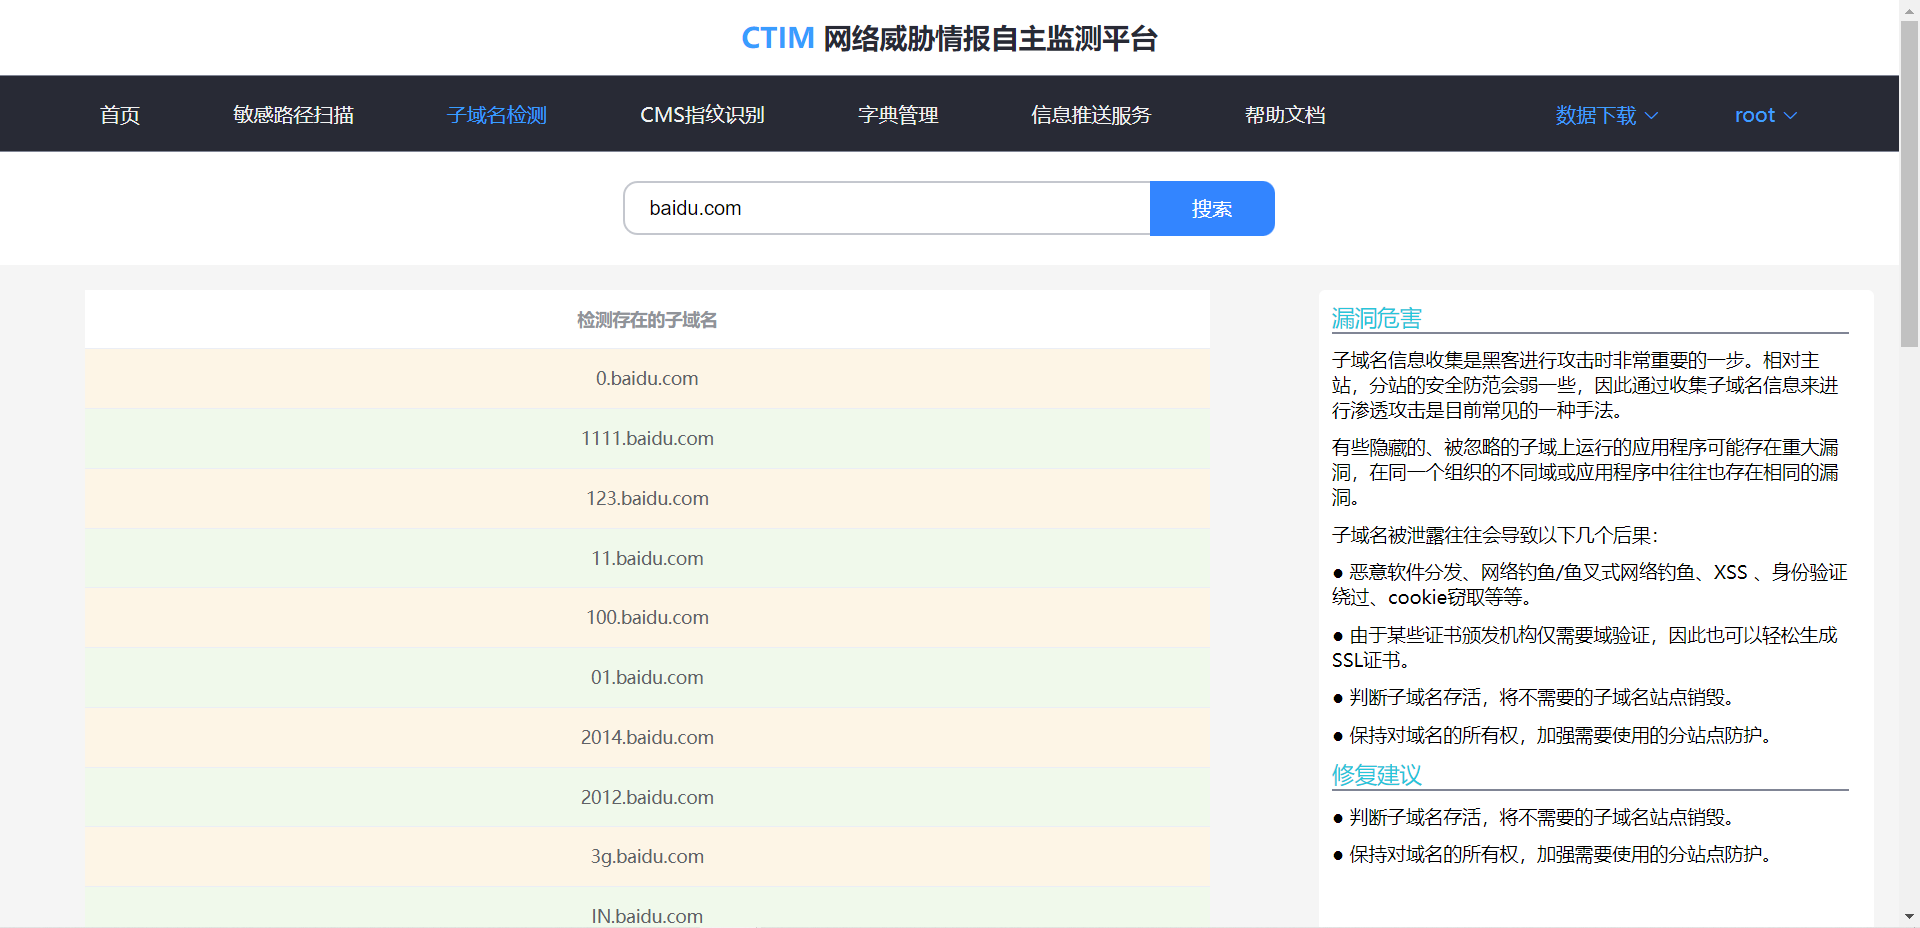 CTIM 网络威胁情报自主监测平台
首页 敏感路径扫描 子域名检测 CMS指纹识别 字典管理 信息推送服务 帮助文档 数据下载 root
baidu.com 搜索
检测存在的子域名
0.baidu.com
1111.baidu.com
123.baidu.com
11.baidu.com
100.baidu.com
01.baidu.com
2014.baidu.com
2012.baidu.com
3g.baidu.com
IN.baidu.com
漏洞危害
子域名信息收集是黑客进行攻击时非常重要的一步。相对主
站，分站的安全防范会弱一些，因此通过收集子域名信息来进
行渗透攻击是目前常见的一种手法。
有些隐藏的、被忽略的子域上运行的应用程序可能存在重大漏
洞，在同一个组织的不同域或应用程序中往往也存在相同的漏
洞。
子域名被泄露往往会导致以下几个后果：
● 恶意软件分发、网络钓鱼/鱼叉式网络钓鱼、XSS 、身份验证
绕过、cookie窃取等等。
● 由于某些证书颁发机构仅需要域验证，因此也可以轻松生成
SSL证书。
● 判断子域名存活，将不需要的子域名站点销毁。
● 保持对域名的所有权，加强需要使用的分站点防护。
修复建议
● 判断子域名存活，将不需要的子域名站点销毁。
● 保持对域名的所有权，加强需要使用的分站点防护。